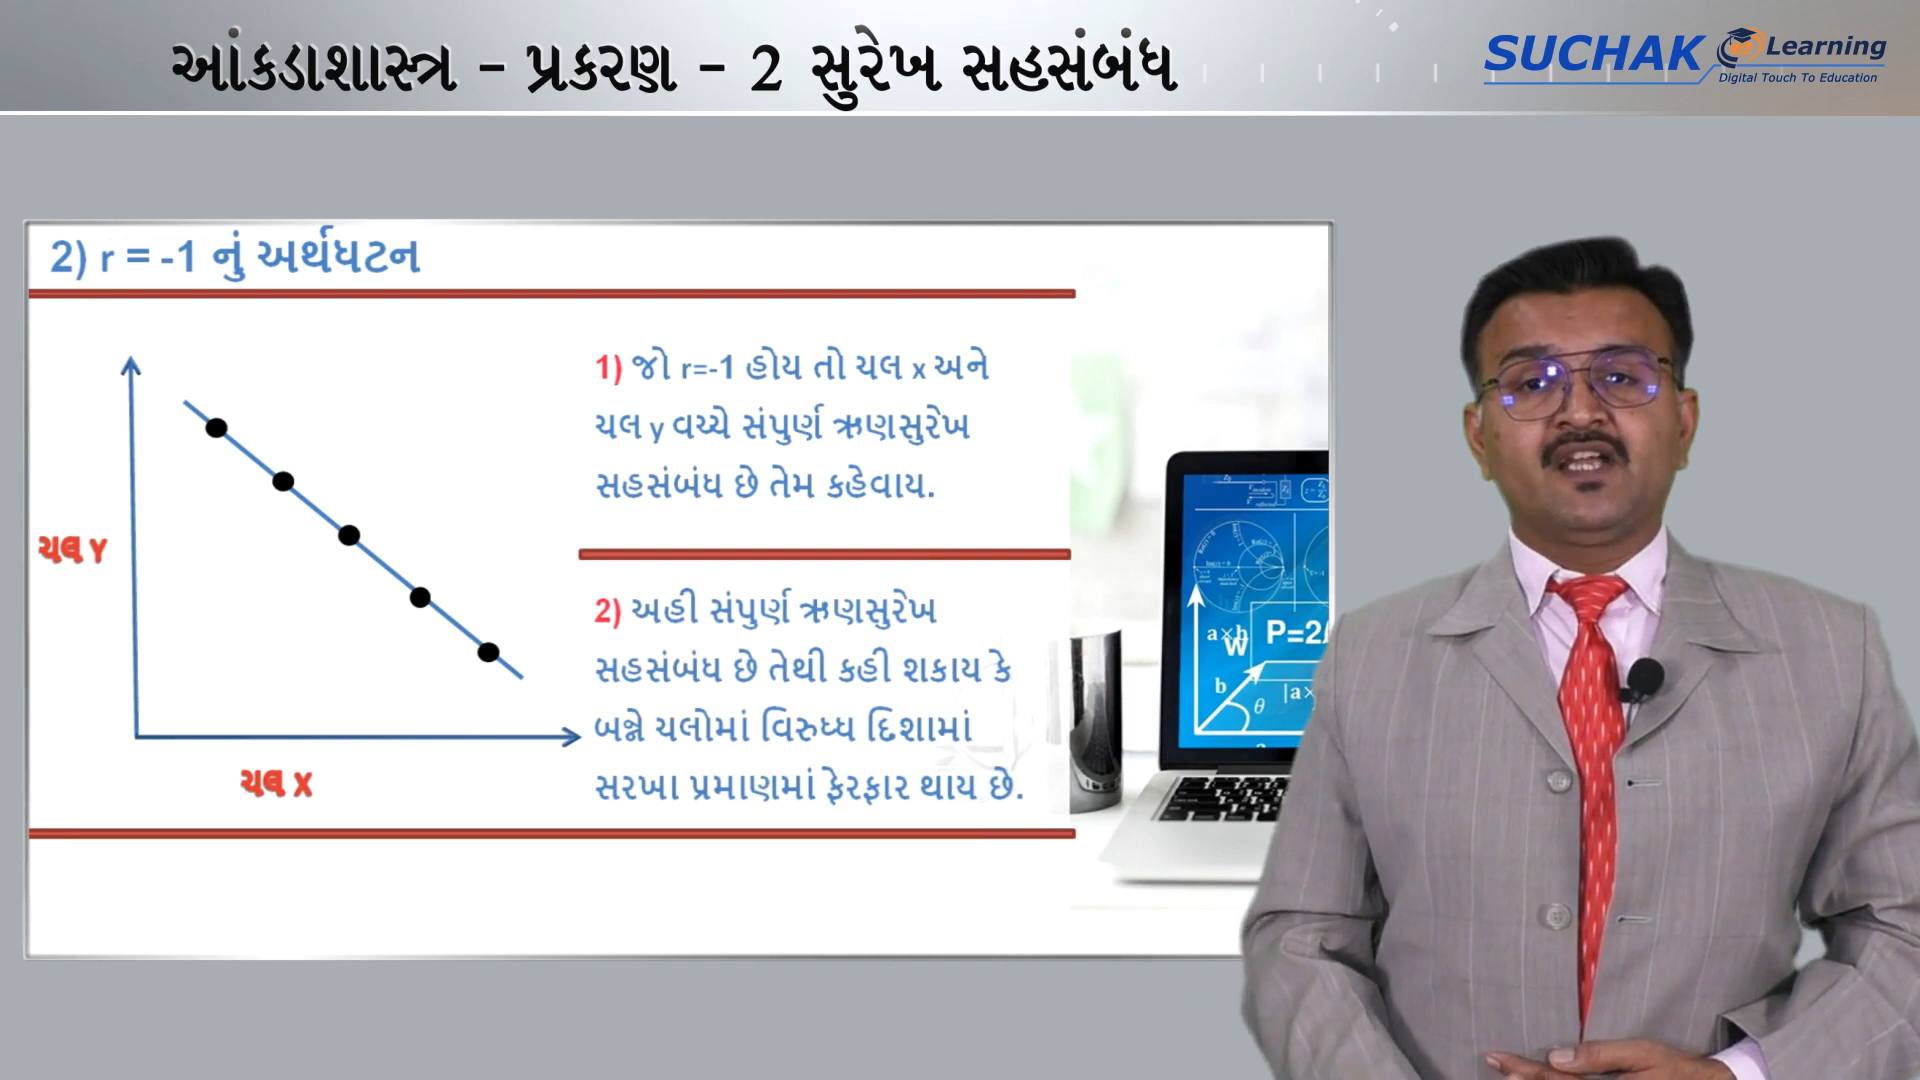 આંકડાશાસ્ત્ર - પ્રકરણ - 2 સુરેખ સહસંબંધ
SUCHAK eLearning
Digital Touch To Education
2) r = -1 નું અર્થઘટન
1) જો r=-1 હોય તો ચલ x અને
ચલ y વચ્ચે સંપુર્ણ ઋણસુરેખ
સહસંબંધ છે તેમ કહેવાય.
2) અહી સંપુર્ણ ઋણસુરેખ
સહસંબંધ છે તેથી કહી શકાય કે
બન્ને ચલોમાં વિરુધ્ધ દિશામાં
સરખા પ્રમાણમાં ફેરફાર થાય છે.
ચલ Y
ચલ X
a×b
W
P=2
b
θ
|a×